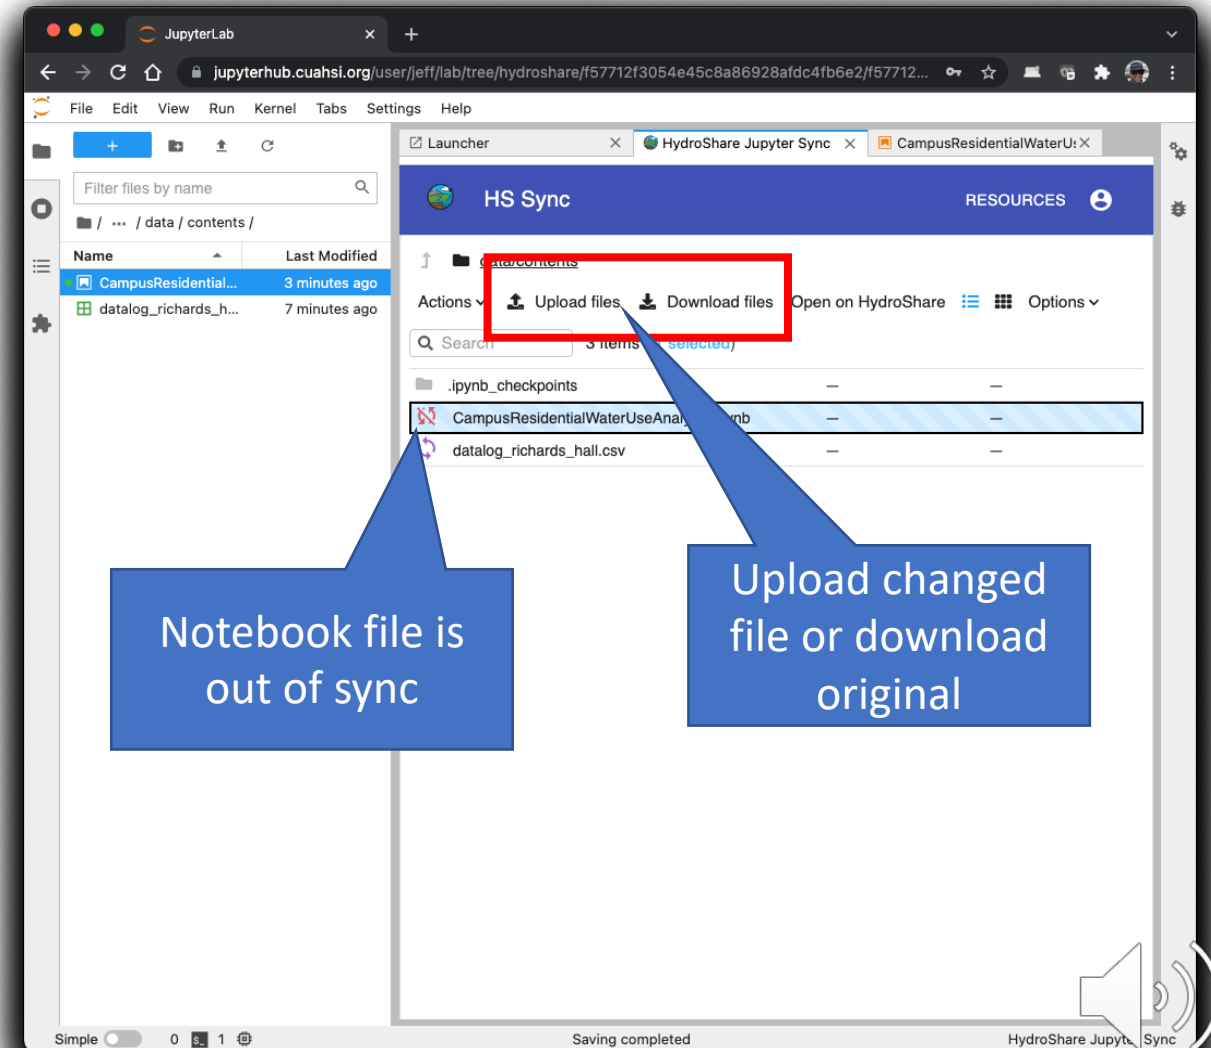 JupyterLab
jupyterhub.cuahsi.org/user/jeff/lab/tree/hydroshare/f57712f3054e45c8a86928afdc4fb6e2/f57712...
File Edit View Run Kernel Tabs Settings Help
Launcher
HydroShare Jupyter Sync
CampusResidentialWaterU
Filter files by name
/ ... / data / contents /
Name Last Modified
CampusResidential... 3 minutes ago
datalog_richards_h... 7 minutes ago
HS Sync
RESOURCES
data/contents
Actions Upload files Download files Open on HydroShare Options
Search
3 items selected)
.ipynb_checkpoints — —
CampusResidentialWaterUseAnaly nb — —
datalog_richards_hall.csv — —
Notebook file is
out of sync
Upload changed
file or download
original
Simple 0 1 Saving completed HydroShare Jupyter Sync